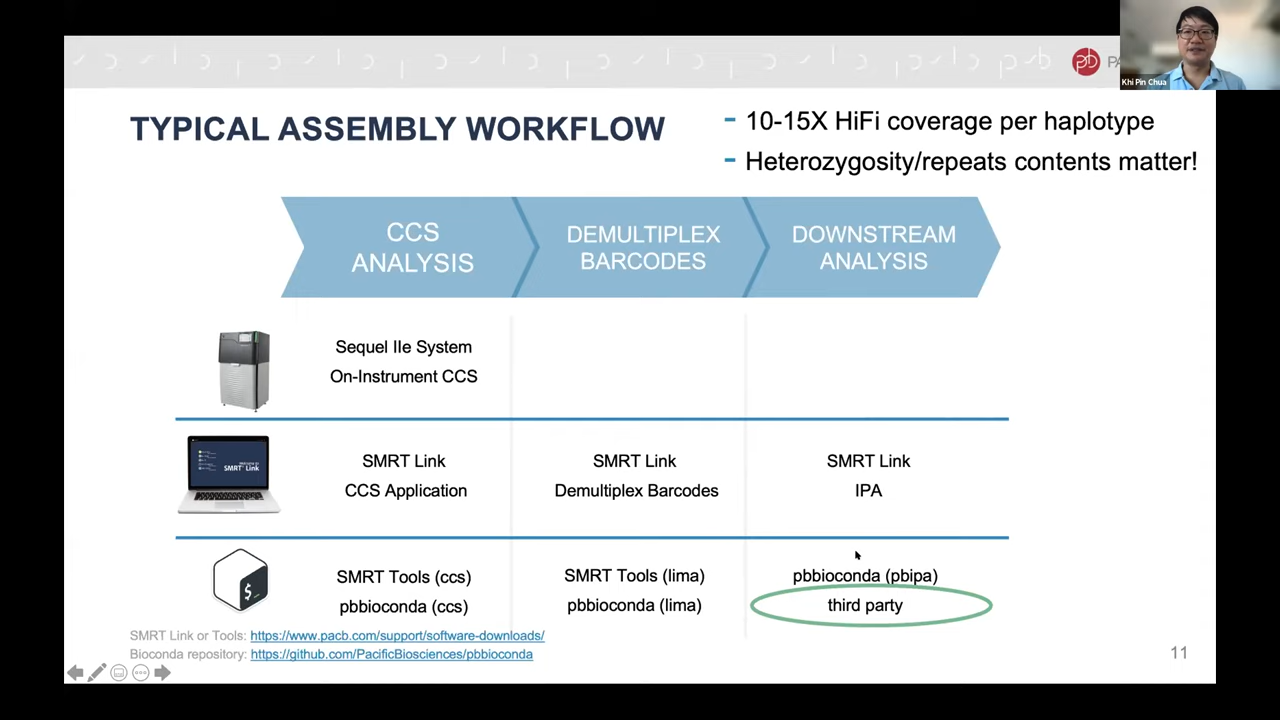 Khi Pin Chua
TYPICAL ASSEMBLY WORKFLOW
- 10-15X HiFi coverage per haplotype
- Heterozygosity/repeats contents matter!
CCS
ANALYSIS
DEMULTIPLEX
BARCODES
DOWNSTREAM
ANALYSIS
Sequel IIe System
On-Instrument CCS
SMRT Link
SMRT Link
CCS Application
SMRT Link
Demultiplex Barcodes
SMRT Link
IPA
SMRT Tools (ccs)
pbbioconda (ccs)
SMRT Tools (lima)
pbbioconda (lima)
pbbioconda (pbipa)
third party
SMRT Link or Tools: https://www.pacb.com/support/software-downloads/
Bioconda repository: https://github.com/PacificBiosciences/pbbioconda
11